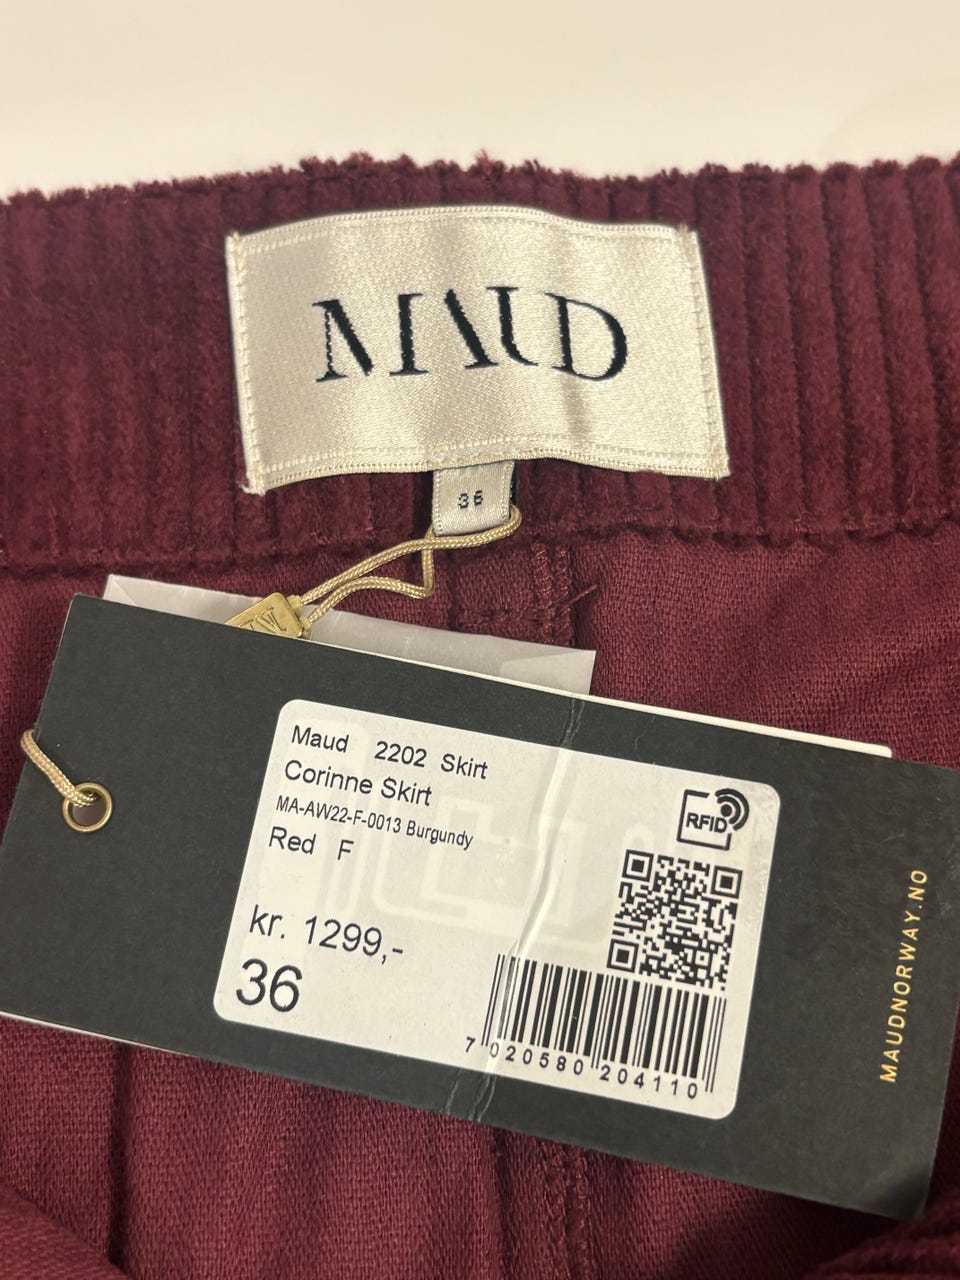 MAUD
36
Maud 2202 Skirt
Corinne Skirt
MA-AW22-F-0013 Burgundy
Red F
kr. 1299,-
36
RFID
7 020580 204110
MAUDNORWAY.NO